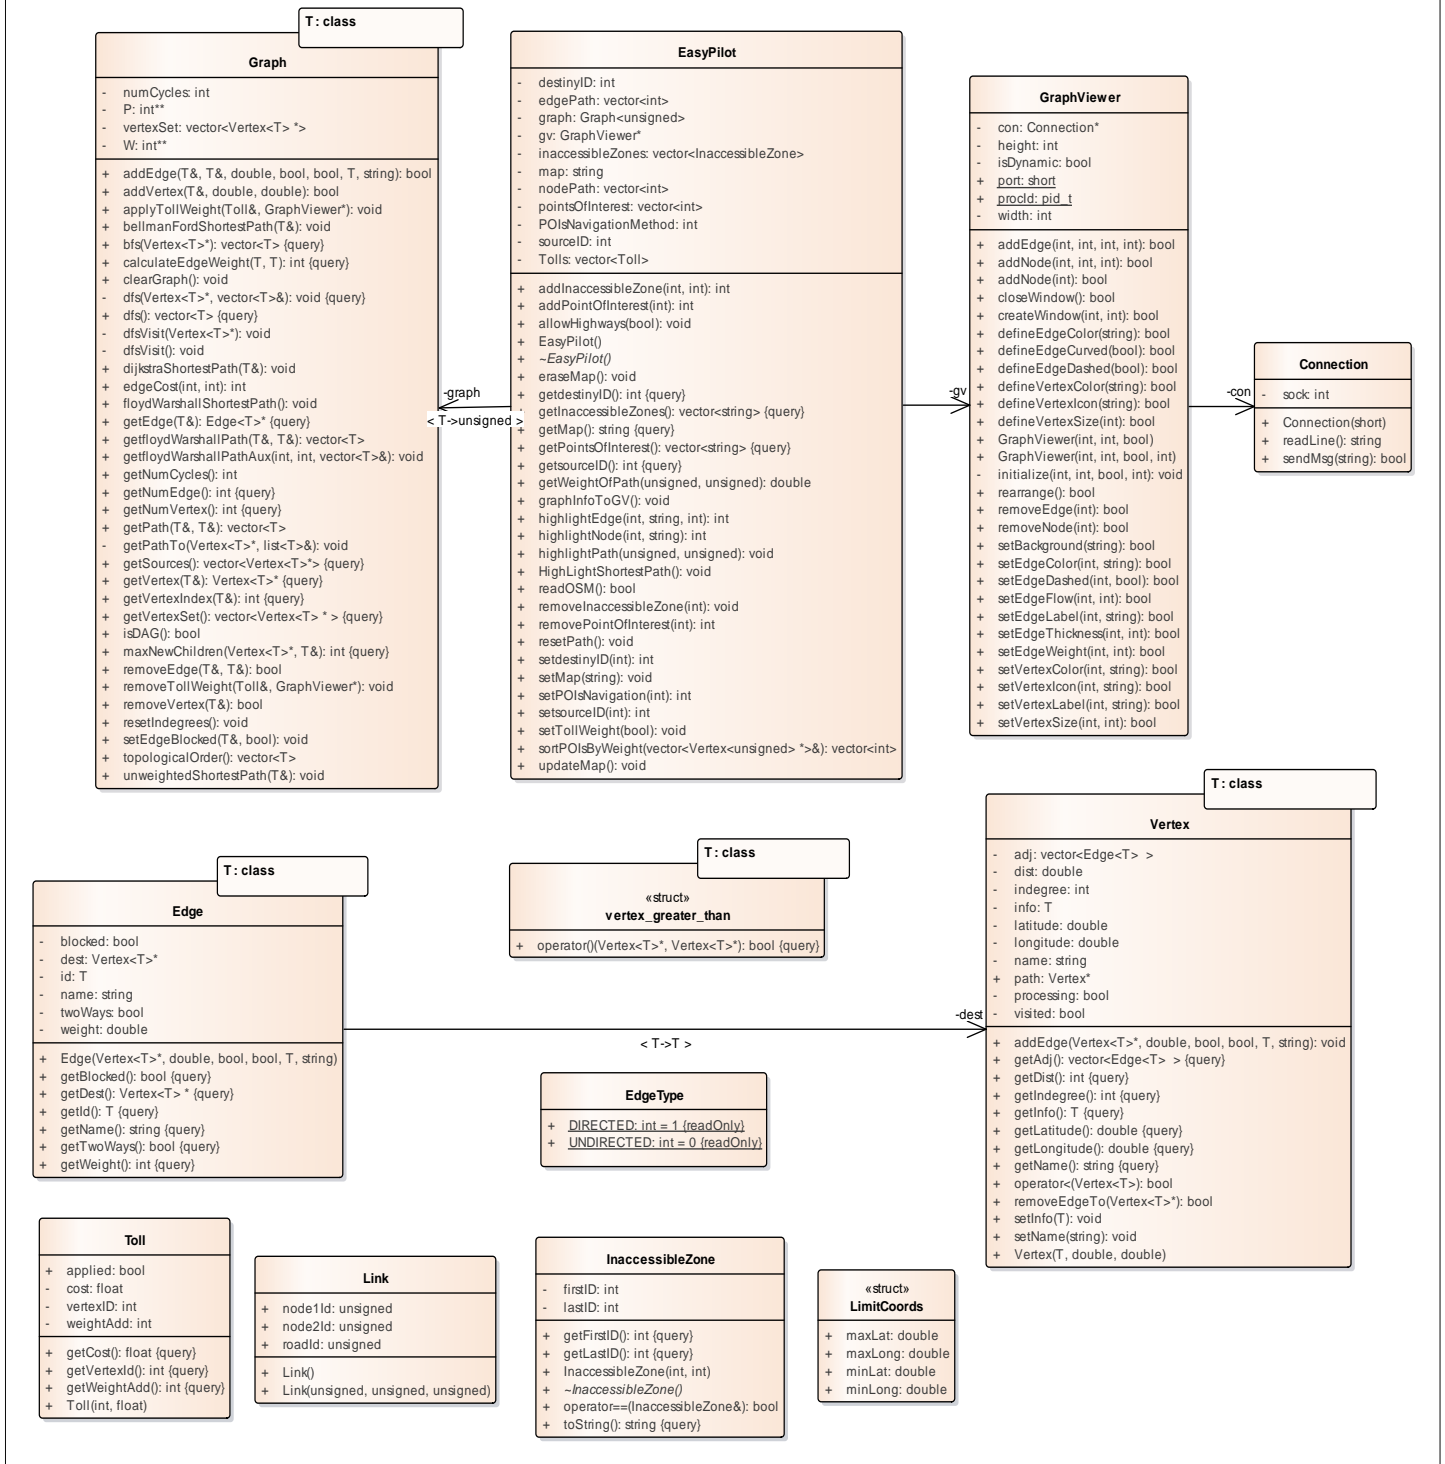 T : class
Graph
- numCycles: int
- P: int**
- vertexSet: vector<Vertex<T> *>
- W: int**
+ addEdge(T&, T&, double, bool, bool, T, string): bool
+ addVertex(T&, double, double): bool
+ applyTollWeight(Toll&, GraphViewer*): void
+ bellmanFordShortestPath(T&): void
+ bfs(Vertex<T>*): vector<T> {query}
+ calculateEdgeWeight(T, T): int {query}
+ clearGraph(): void
- dfs(Vertex<T>*, vector<T>&): void {query}
+ dfs(): vector<T> {query}
- dfsVisit(Vertex<T>*): void
- dfsVisit(): void
+ dijkstraShortestPath(T&): void
+ edgeCost(int, int): int
+ floydWarshallShortestPath(): void
+ getEdge(T&): Edge<T>* {query}
+ getfloydWarshallPath(T&, T&): vector<T>
+ getfloydWarshallPathAux(int, int, vector<T>&): void
+ getNumCycles(): int
+ getNumEdge(): int {query}
+ getNumVertex(): int {query}
+ getPath(T&, T&): vector<T>
- getPathTo(Vertex<T>*, list<T>&): void
+ getSources(): vector<Vertex<T>*> {query}
+ getVertex(T&): Vertex<T>* {query}
+ getVertexIndex(T&): int {query}
+ getVertexSet(): vector<Vertex<T> * > {query}
+ isDAG(): bool
+ maxNewChildren(Vertex<T>*, T&): int {query}
+ removeEdge(T&, T&): bool
+ removeTollWeight(Toll&, GraphViewer*): void
+ removeVertex(T&): bool
+ resetIndegrees(): void
+ setEdgeBlocked(T&, bool): void
+ topologicalOrder(): vector<T>
+ unweightedShortestPath(T&): void
-graph
< T->unsigned >
EasyPilot
- destinyID: int
- edgePath: vector<int>
- graph: Graph<unsigned>
- gv: GraphViewer*
- inaccessibleZones: vector<InaccessibleZone>
- map: string
- nodePath: vector<int>
- pointsOfInterest: vector<int>
- POIsNavigationMethod: int
- sourceID: int
- Tolls: vector<Toll>
+ addInaccessibleZone(int, int): int
+ addPointOfInterest(int): int
+ allowHighways(bool): void
+ EasyPilot()
+ ~EasyPilot()
+ eraseMap(): void
+ getdestinyID(): int {query}
+ getInaccessibleZones(): vector<string> {query}
+ getMap(): string {query}
+ getPointsOfInterest(): vector<string> {query}
+ getsourceID(): int {query}
+ getWeightOfPath(unsigned, unsigned): double
+ graphInfoToGV(): void
+ highlightEdge(int, string, int): int
+ highlightNode(int, string): int
+ highlightPath(unsigned, unsigned): void
+ HighLightShortestPath(): void
+ readOSM(): bool
+ removeInaccessibleZone(int): void
+ removePointOfInterest(int): int
+ resetPath(): void
+ setdestinyID(int): int
+ setMap(string): void
+ setPOIsNavigation(int): int
+ setsourceID(int): int
+ setTollWeight(bool): void
+ sortPOIsByWeight(vector<Vertex<unsigned> *>&): vector<int>
+ updateMap(): void
-gv
GraphViewer
- con: Connection*
- height: int
- isDynamic: bool
+ port: short
+ procId: pid_t
- width: int
+ addEdge(int, int, int, int): bool
+ addNode(int, int, int): bool
+ addNode(int): bool
+ closeWindow(): bool
+ createWindow(int, int): bool
+ defineEdgeColor(string): bool
+ defineEdgeCurved(bool): bool
+ defineEdgeDashed(bool): bool
+ defineVertexColor(string): bool
+ defineVertexIcon(string): bool
+ defineVertexSize(int): bool
+ GraphViewer(int, int, bool)
+ GraphViewer(int, int, bool, int)
- initialize(int, int, bool, int): void
+ rearrange(): bool
+ removeEdge(int): bool
+ removeNode(int): bool
+ setBackground(string): bool
+ setEdgeColor(int, string): bool
+ setEdgeDashed(int, bool): bool
+ setEdgeFlow(int, int): bool
+ setEdgeLabel(int, string): bool
+ setEdgeThickness(int, int): bool
+ setEdgeWeight(int, int): bool
+ setVertexColor(int, string): bool
+ setVertexIcon(int, string): bool
+ setVertexLabel(int, string): bool
+ setVertexSize(int, int): bool
-con
Connection
- sock: int
+ Connection(short)
+ readLine(): string
+ sendMsg(string): bool
T : class
Edge
- blocked: bool
- dest: Vertex<T>*
- id: T
- name: string
- twoWays: bool
- weight: double
+ Edge(Vertex<T>*, double, bool, bool, T, string)
+ getBlocked(): bool {query}
+ getDest(): Vertex<T> * {query}
+ getId(): T {query}
+ getName(): string {query}
+ getTwoWays(): bool {query}
+ getWeight(): int {query}
T : class
«struct»
vertex_greater_than
+ operator()(Vertex<T>*, Vertex<T>*): bool {query}
-dest
< T->T >
EdgeType
+ DIRECTED: int = 1 {readOnly}
+ UNDIRECTED: int = 0 {readOnly}
T : class
Vertex
- adj: vector<Edge<T> >
- dist: double
- indegree: int
- info: T
- latitude: double
- longitude: double
- name: string
+ path: Vertex*
- processing: bool
- visited: bool
+ addEdge(Vertex<T>*, double, bool, bool, T, string): void
+ getAdj(): vector<Edge<T> > {query}
+ getDist(): int {query}
+ getIndegree(): int {query}
+ getInfo(): T {query}
+ getLatitude(): double {query}
+ getLongitude(): double {query}
+ getName(): string {query}
+ operator<(Vertex<T>): bool
+ removeEdgeTo(Vertex<T>*): bool
+ setInfo(T): void
+ setName(string): void
+ Vertex(T, double, double)
Toll
+ applied: bool
- cost: float
- vertexID: int
- weightAdd: int
+ getCost(): float {query}
+ getVertexId(): int {query}
+ getWeightAdd(): int {query}
+ Toll(int, float)
Link
+ node1Id: unsigned
+ node2Id: unsigned
+ roadId: unsigned
+ Link()
+ Link(unsigned, unsigned, unsigned)
InaccessibleZone
- firstID: int
- lastID: int
+ getFirstID(): int {query}
+ getLastID(): int {query}
+ InaccessibleZone(int, int)
+ ~InaccessibleZone()
+ operator==(InaccessibleZone&): bool
+ toString(): string {query}
«struct»
LimitCoords
+ maxLat: double
+ maxLong: double
+ minLat: double
+ minLong: double